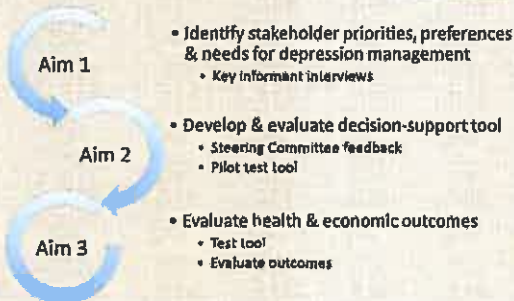 Aim 1
• Identify stakeholder priorities, preferences
& needs for depression management
• Key informant interviews
Aim 2
• Develop & evaluate decision-support tool
• Steering Committee feedback
• Pilot test tool
Aim 3
• Evaluate health & economic outcomes
• Test tool
• Evaluate outcomes